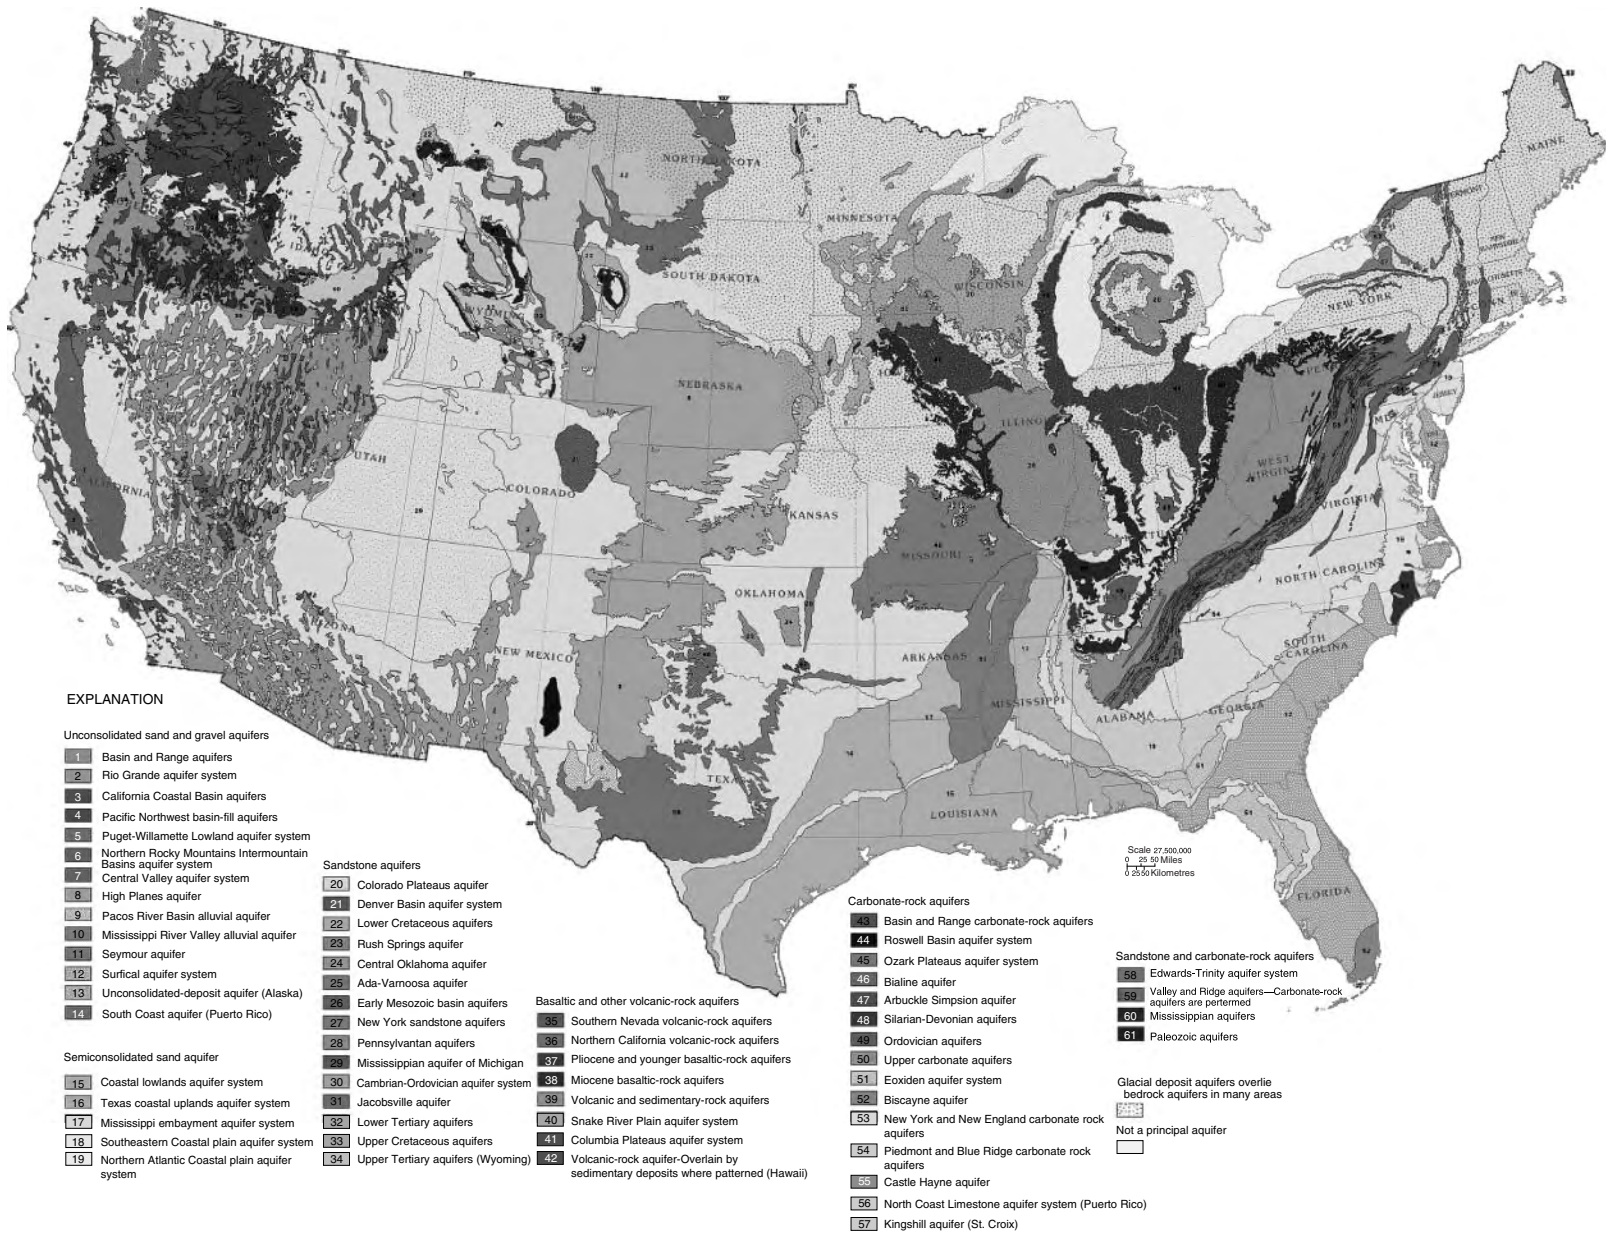 NORTH DAKOTA
MINNESOTA
MAINE
SOUTH DAKOTA
WISCONSIN
NEW YORK
IDAHO
NEBRASKA
ILLINO
WEST
VIRGINIA
VIRGINIA
UTAH
COLORADO
CALIFORNIA
KANSAS
MISSOURI
NORTH CAROLINA
OKLAHOMA
ARIZONA
NEW MEXICO
ARKANSAS
SOUTH
CAROLINA
MISSISSIPPI
ALABAMA
GEORGIA
TEXAS
LOUISIANA
FLORIDA
Scale 27,500,000
0 25 50 Miles
0 25 50 Kilometres
EXPLANATION
Unconsolidated sand and gravel aquifers
1 Basin and Range aquifers
2 Rio Grande aquifer system
3 California Coastal Basin aquifers
4 Pacific Northwest basin-fill aquifers
5 Puget-Willamette Lowland aquifer system
6 Northern Rocky Mountains Intermountain
Basins aquifer system
7 Central Valley aquifer system
8 High Planes aquifer
9 Pacos River Basin alluvial aquifer
10 Mississippi River Valley alluvial aquifer
11 Seymour aquifer
12 Surfical aquifer system
13 Unconsolidated-deposit aquifer (Alaska)
14 South Coast aquifer (Puerto Rico)
Semiconsolidated sand aquifer
15 Coastal lowlands aquifer system
16 Texas coastal uplands aquifer system
17 Mississippi embayment aquifer system
18 Southeastern Coastal plain aquifer system
19 Northern Atlantic Coastal plain aquifer
system
Sandstone aquifers
20 Colorado Plateaus aquifer
21 Denver Basin aquifer system
22 Lower Cretaceous aquifers
23 Rush Springs aquifer
24 Central Oklahoma aquifer
25 Ada-Varnoosa aquifer
26 Early Mesozoic basin aquifers
27 New York sandstone aquifers
28 Pennsylvantan aquifers
29 Mississippian aquifer of Michigan
30 Cambrian-Ordovician aquifer system
31 Jacobsville aquifer
32 Lower Tertiary aquifers
33 Upper Cretaceous aquifers
34 Upper Tertiary aquifers (Wyoming)
Basaltic and other volcanic-rock aquifers
35 Southern Nevada volcanic-rock aquifers
36 Northern California volcanic-rock aquifers
37 Pliocene and younger basaltic-rock aquifers
38 Miocene basaltic-rock aquifers
39 Volcanic and sedimentary-rock aquifers
40 Snake River Plain aquifer system
41 Columbia Plateaus aquifer system
42 Volcanic-rock aquifer-Overlain by
sedimentary deposits where patterned (Hawaii)
Carbonate-rock aquifers
43 Basin and Range carbonate-rock aquifers
44 Roswell Basin aquifer system
45 Ozark Plateaus aquifer system
46 Bialine aquifer
47 Arbuckle Simpsion aquifer
48 Silarian-Devonian aquifers
49 Ordovician aquifers
50 Upper carbonate aquifers
51 Eoxiden aquifer system
52 Biscayne aquifer
53 New York and New England carbonate rock
aquifers
54 Piedmont and Blue Ridge carbonate rock
aquifers
55 Castle Hayne aquifer
56 North Coast Limestone aquifer system (Puerto Rico)
57 Kingshill aquifer (St. Croix)
Sandstone and carbonate-rock aquifers
58 Edwards-Trinity aquifer system
59 Valley and Ridge aquifers—Carbonate-rock
aquifers are pertermed
60 Mississippian aquifers
61 Paleozoic aquifers
Glacial deposit aquifers overlie
bedrock aquifers in many areas
Not a principal aquifer